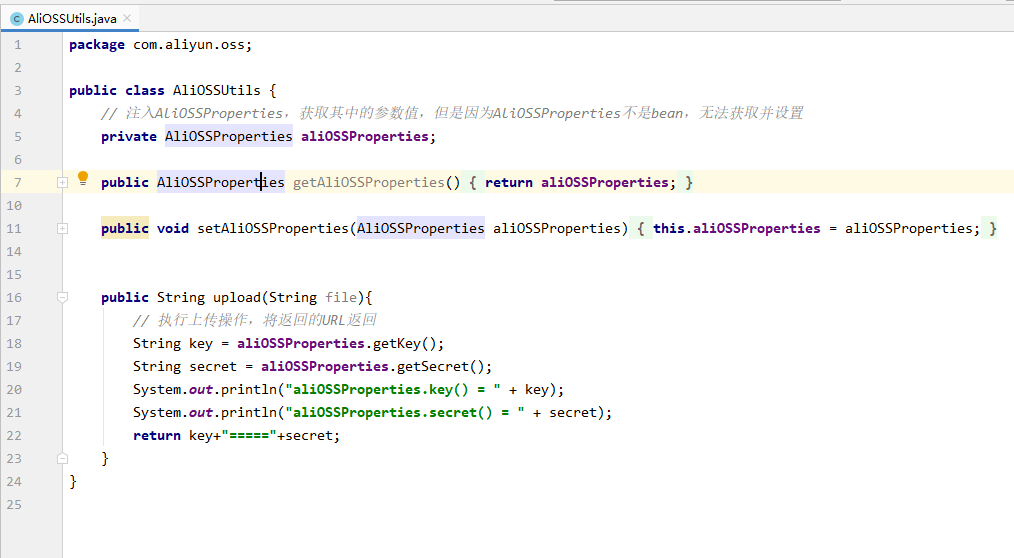 AliOSSUtils.java
1 package com.aliyun.oss;
2
3 public class AliOSSUtils {
4 // 注入AliOSSProperties，获取其中的参数值，但是因为AliOSSProperties不是bean，无法获取并设置
5 private AliOSSProperties aliOSSProperties;
6
7 public AliOSSProperties getAliOSSProperties() { return aliOSSProperties; }
10
11 public void setAliOSSProperties(AliOSSProperties aliOSSProperties) { this.aliOSSProperties = aliOSSProperties; }
14
15
16 public String upload(String file){
17 // 执行上传操作，将返回的URL返回
18 String key = aliOSSProperties.getKey();
19 String secret = aliOSSProperties.getSecret();
20 System.out.println("aliOSSProperties.key() = " + key);
21 System.out.println("aliOSSProperties.secret() = " + secret);
22 return key+"====="+secret;
23 }
24 }
25